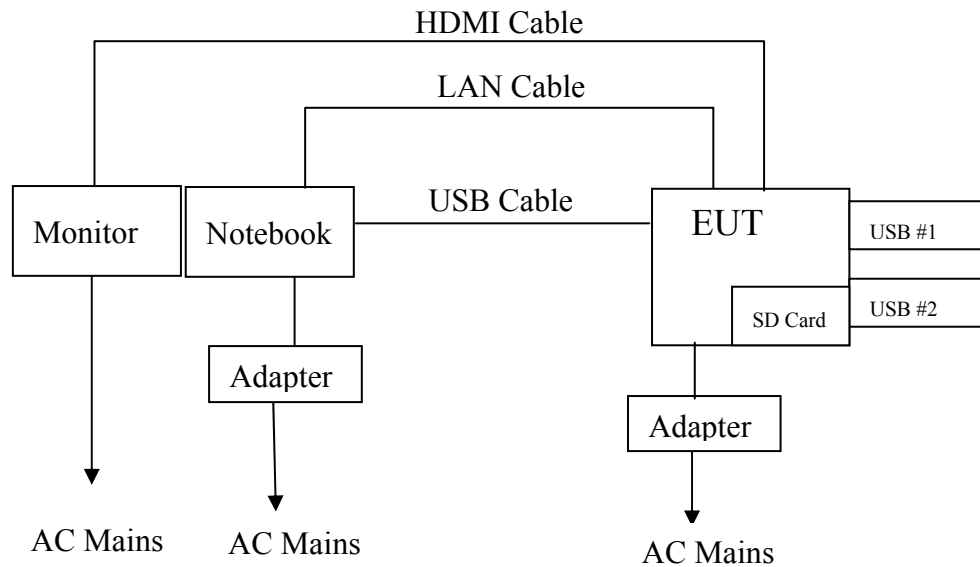 HDMI Cable
LAN Cable
USB Cable
Monitor
Notebook
EUT
USB #1
USB #2
SD Card
Adapter
Adapter
AC Mains
AC Mains
AC Mains